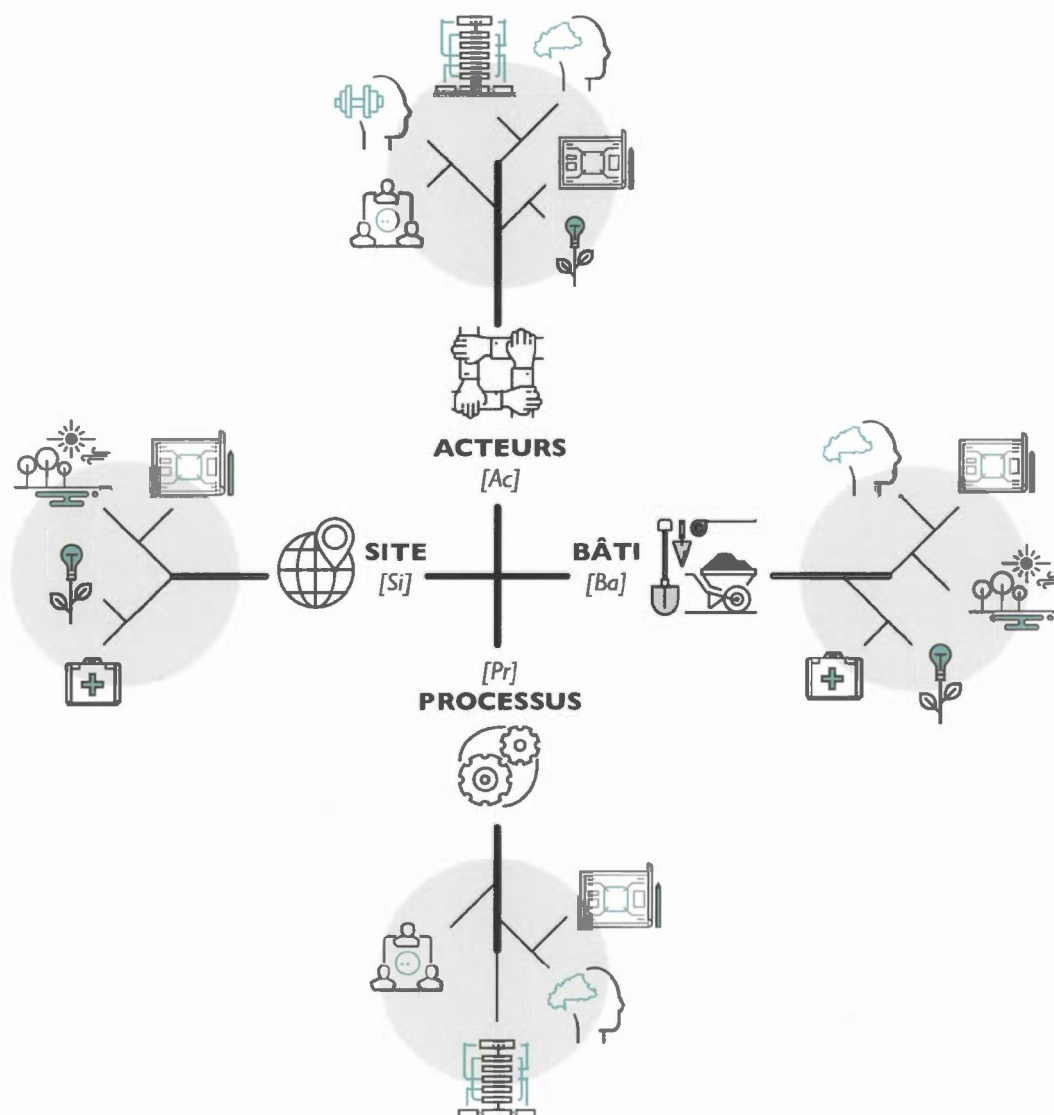 ACTEURS
[Ac]
SITE
[Si]
BÂTI
[Ba]
[Pr]
PROCESSUS